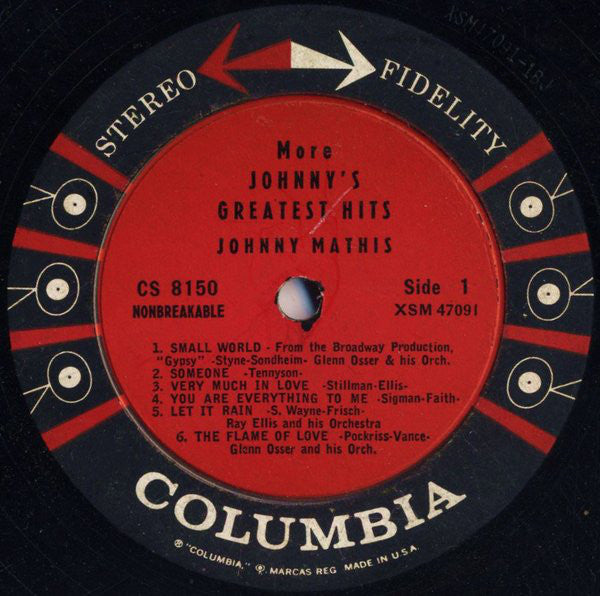 STEREO FIDELITY
More
JOHNNY'S
GREATEST HITS
JOHNNY MATHIS
CS 8150
NONBREAKABLE
Side 1
XSM 47091
1. SMALL WORLD - From the Broadway Production,
"Gypsy" -Styne-Sondheim- Glenn Osser & his Orch.
2. SOMEONE -Tennyson-
3. VERY MUCH IN LOVE -Stillman-Ellis-
4. YOU ARE EVERYTHING TO ME -Sigman-Faith-
5. LET IT RAIN -S. Wayne-Frisch-
Ray Ellis and his Orchestra
6. THE FLAME OF LOVE -Pockriss-Vance-
Glenn Osser and his Orch.
COLUMBIA
® "COLUMBIA," ®, MARCAS REG MADE IN U.S.A.